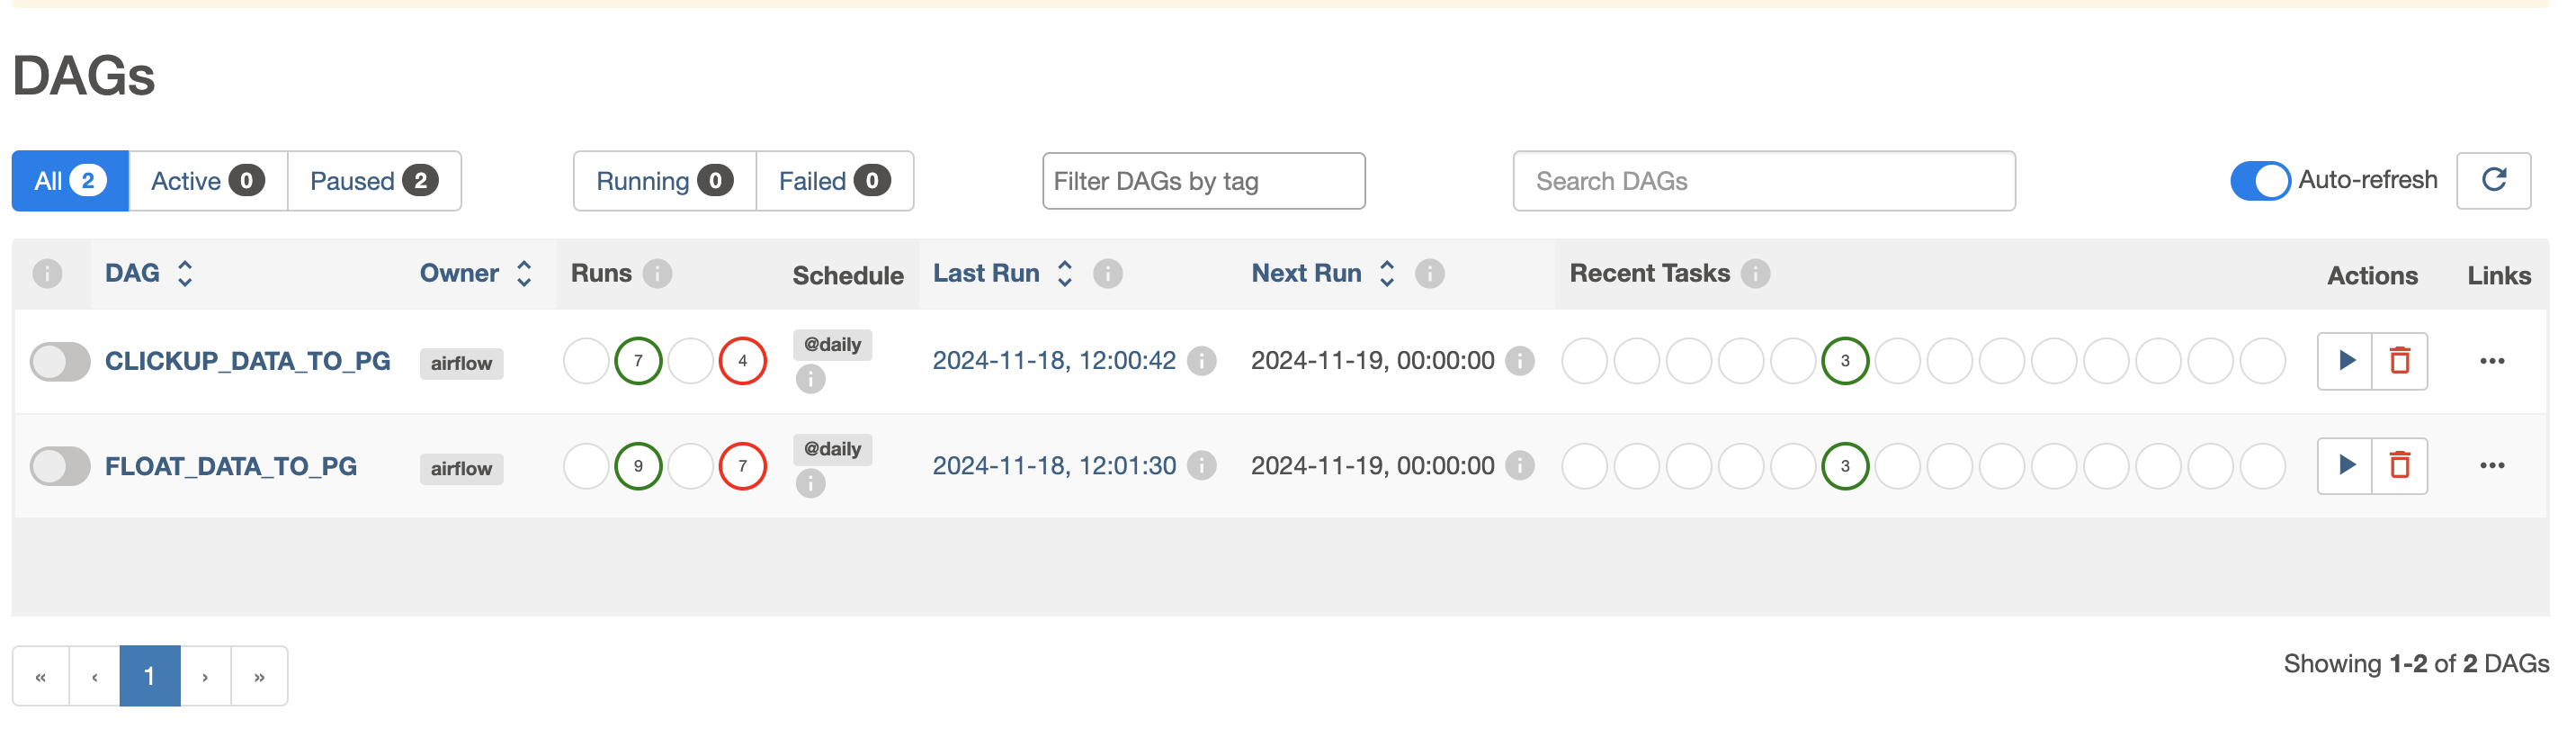 DAGs
All 2 Active 0 Paused 2 Running 0 Failed 0 Filter DAGs by tag Search DAGs Auto-refresh
i DAG Owner Runs i Schedule Last Run i Next Run i Recent Tasks i Actions Links
CLICKUP_DATA_TO_PG airflow 7 4 @daily i 2024-11-18, 12:00:42 i 2024-11-19, 00:00:00 i 3 ...
FLOAT_DATA_TO_PG airflow 9 7 @daily i 2024-11-18, 12:01:30 i 2024-11-19, 00:00:00 i 3 ...
« ‹ 1 › » Showing 1-2 of 2 DAGs